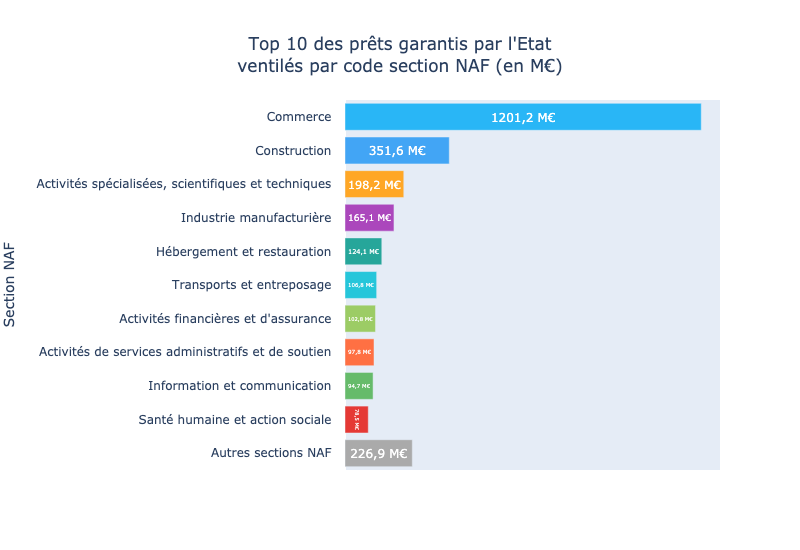 Top 10 des prêts garantis par l'Etat
ventilés par code section NAF (en M€)
Section NAF
Commerce 1201,2 M€
Construction 351,6 M€
Activités spécialisées, scientifiques et techniques 198,2 M€
Industrie manufacturière 165,1 M€
Hébergement et restauration 124,1 M€
Transports et entreposage 106,8 M€
Activités financières et d'assurance 102,8 M€
Activités de services administratifs et de soutien 97,8 M€
Information et communication 94,7 M€
Santé humaine et action sociale M€
Autres sections NAF 226,9 M€